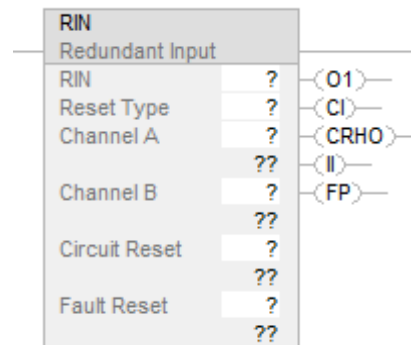 RIN
Redundant Input
RIN ? (O1)
Reset Type ? (CI)
Channel A ? (CRHO)
?? (II)
Channel B ? (FP)
??
Circuit Reset ?
??
Fault Reset ?
??